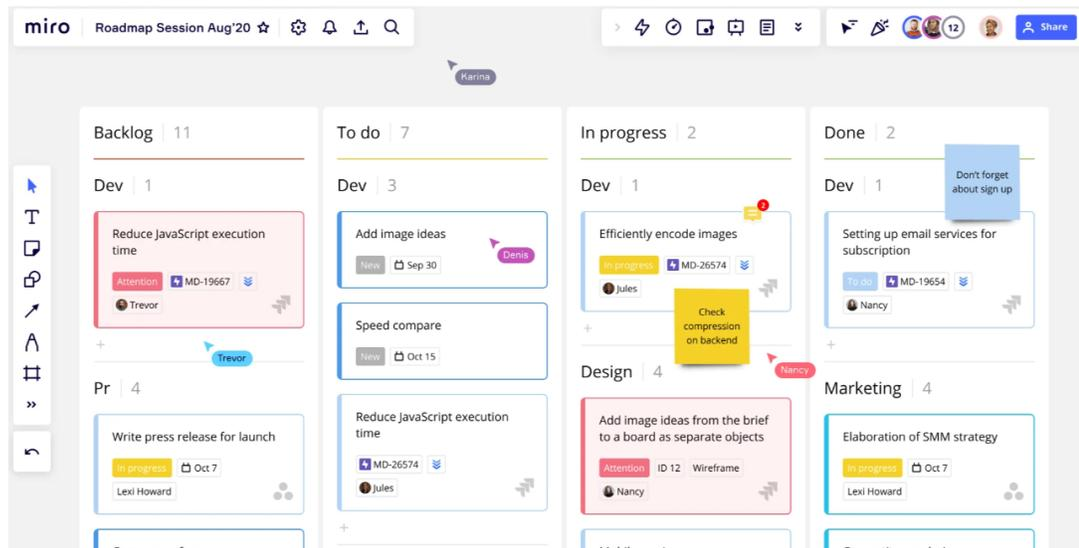 miro
Roadmap Session Aug'20
12
Share
Karina
Backlog 11
Dev 1
Reduce JavaScript execution
time
Attention MD-19667
Trevor
Trevor
Pr 4
Write press release for launch
In progress Oct 7
Lexi Howard
To do 7
Dev 3
Add image ideas
New Sep 30
Denis
Speed compare
New Oct 15
Reduce JavaScript execution
time
MD-26574
Jules
In progress 2
Dev 1
2
Efficiently encode images
In progress MD-26574
Jules
Check
compression
on backend
Nancy
Design 4
Add image ideas from the brief
to a board as separate objects
Attention ID 12 Wireframe
Nancy
Done 2
Don't forget
about sign up
Dev 1
Setting up email services for
subscription
To do MD-19654
Nancy
Marketing 4
Elaboration of SMM strategy
In progress Oct 7
Lexi Howard